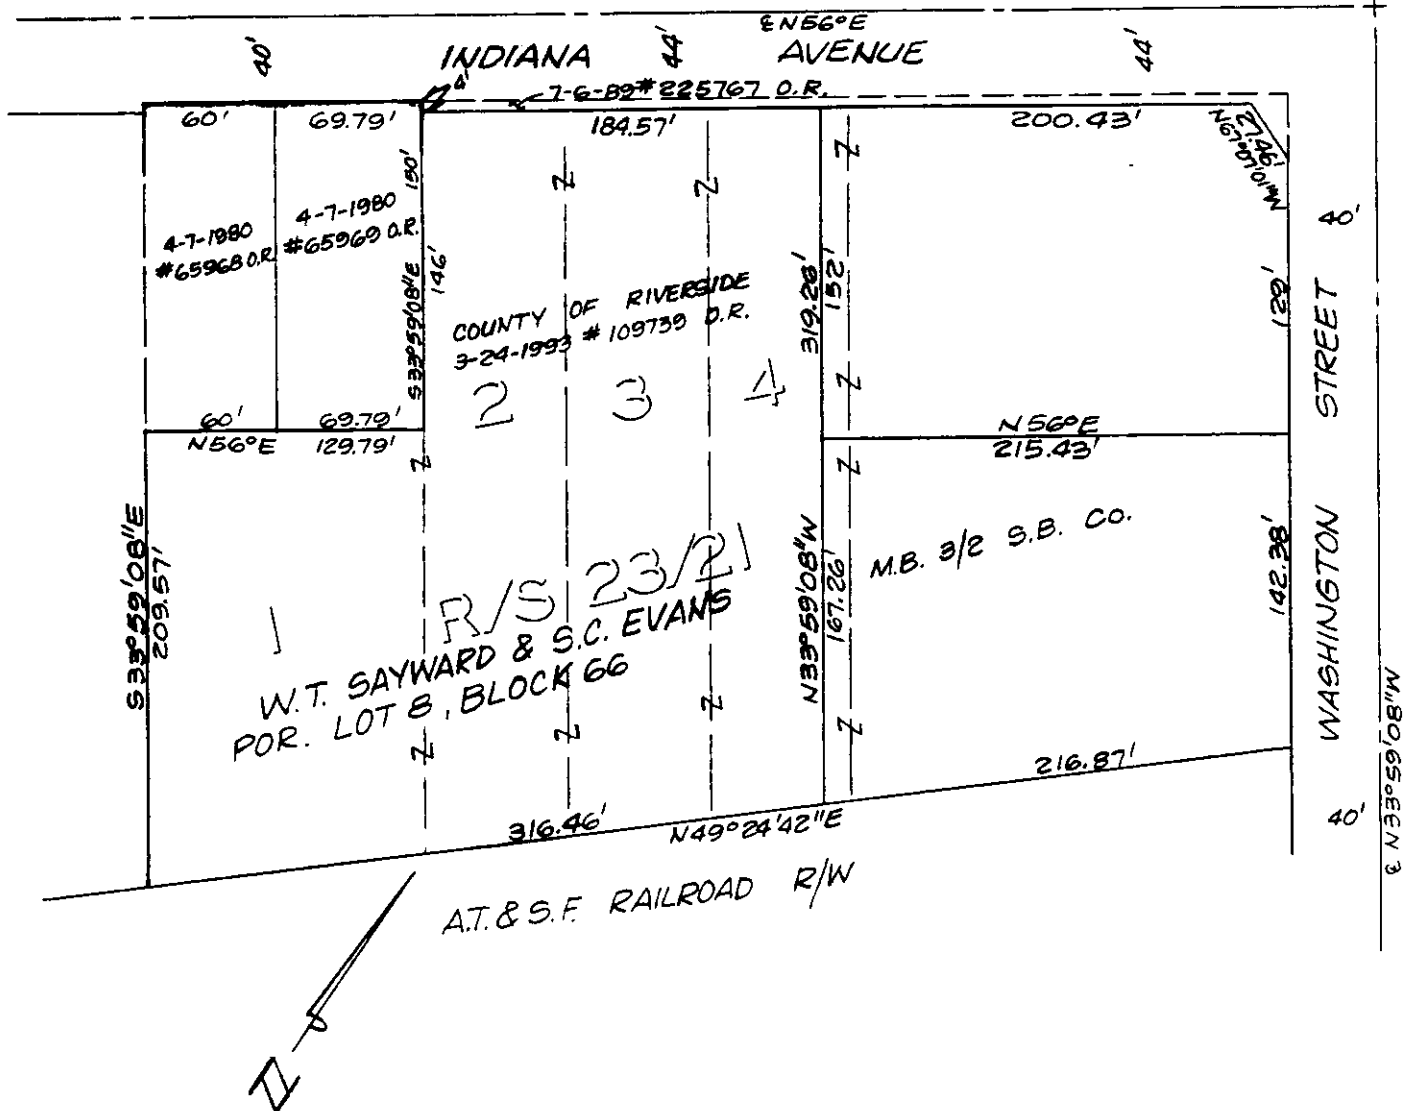 ℄ N56°E
40'
INDIANA
44'
AVENUE
44'
4'
7-6-89 # 225767 O.R.
60'
69.79'
184.57'
200.43'
27.46'
150'
4-7-1980
#65968 O.R.
4-7-1980
#65969 O.R.
S33°59'08"E
146'
COUNTY OF RIVERSIDE
3-24-1993 # 109739 O.R.
319.26'
152'
40'
129'
STREET
2
3
4
60'
69.79'
N56°E
129.79'
N56°E
215.43'
S33°59'08"E
209.57'
1
R/S 23/21
W.T. SAYWARD & S.C. EVANS
POR. LOT 8, BLOCK 66
N33°59'08"W
167.26'
M.B. 3/2 S.B. CO.
142.38'
WASHINGTON
216.87'
316.46'
N49°24'42"E
40'
℄ N33°59'08"W
A.T. & S.F. RAILROAD R/W
N